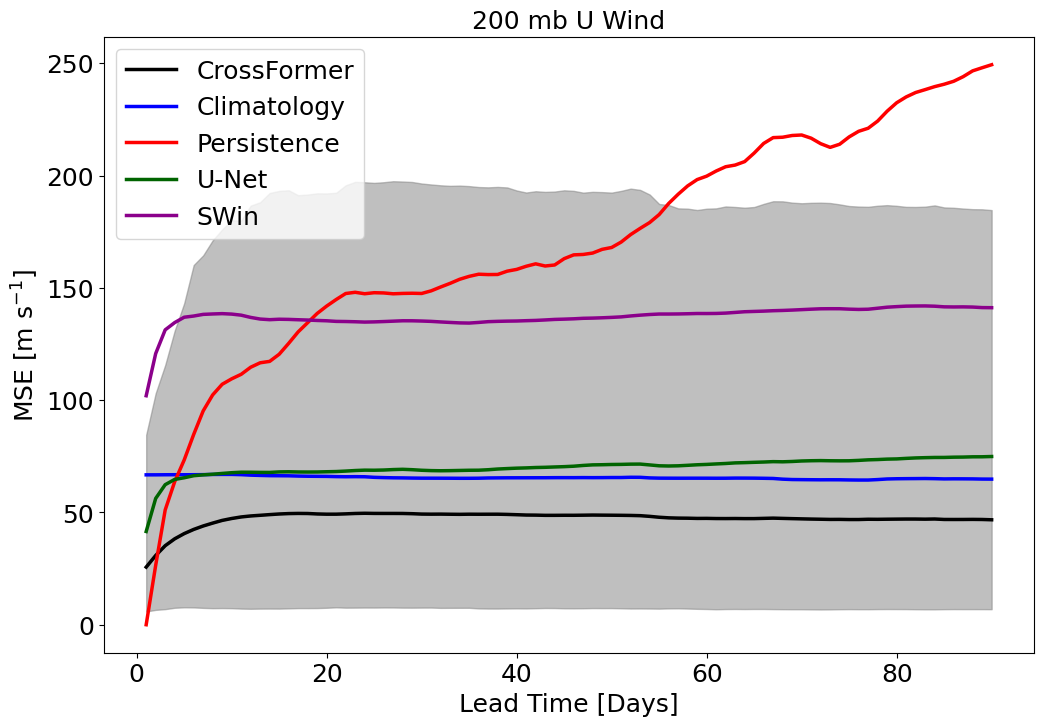 200 mb U Wind
CrossFormer
Climatology
Persistence
U-Net
SWin
MSE [m s⁻¹]
250
200
150
100
50
0
0 20 40 60 80
Lead Time [Days]